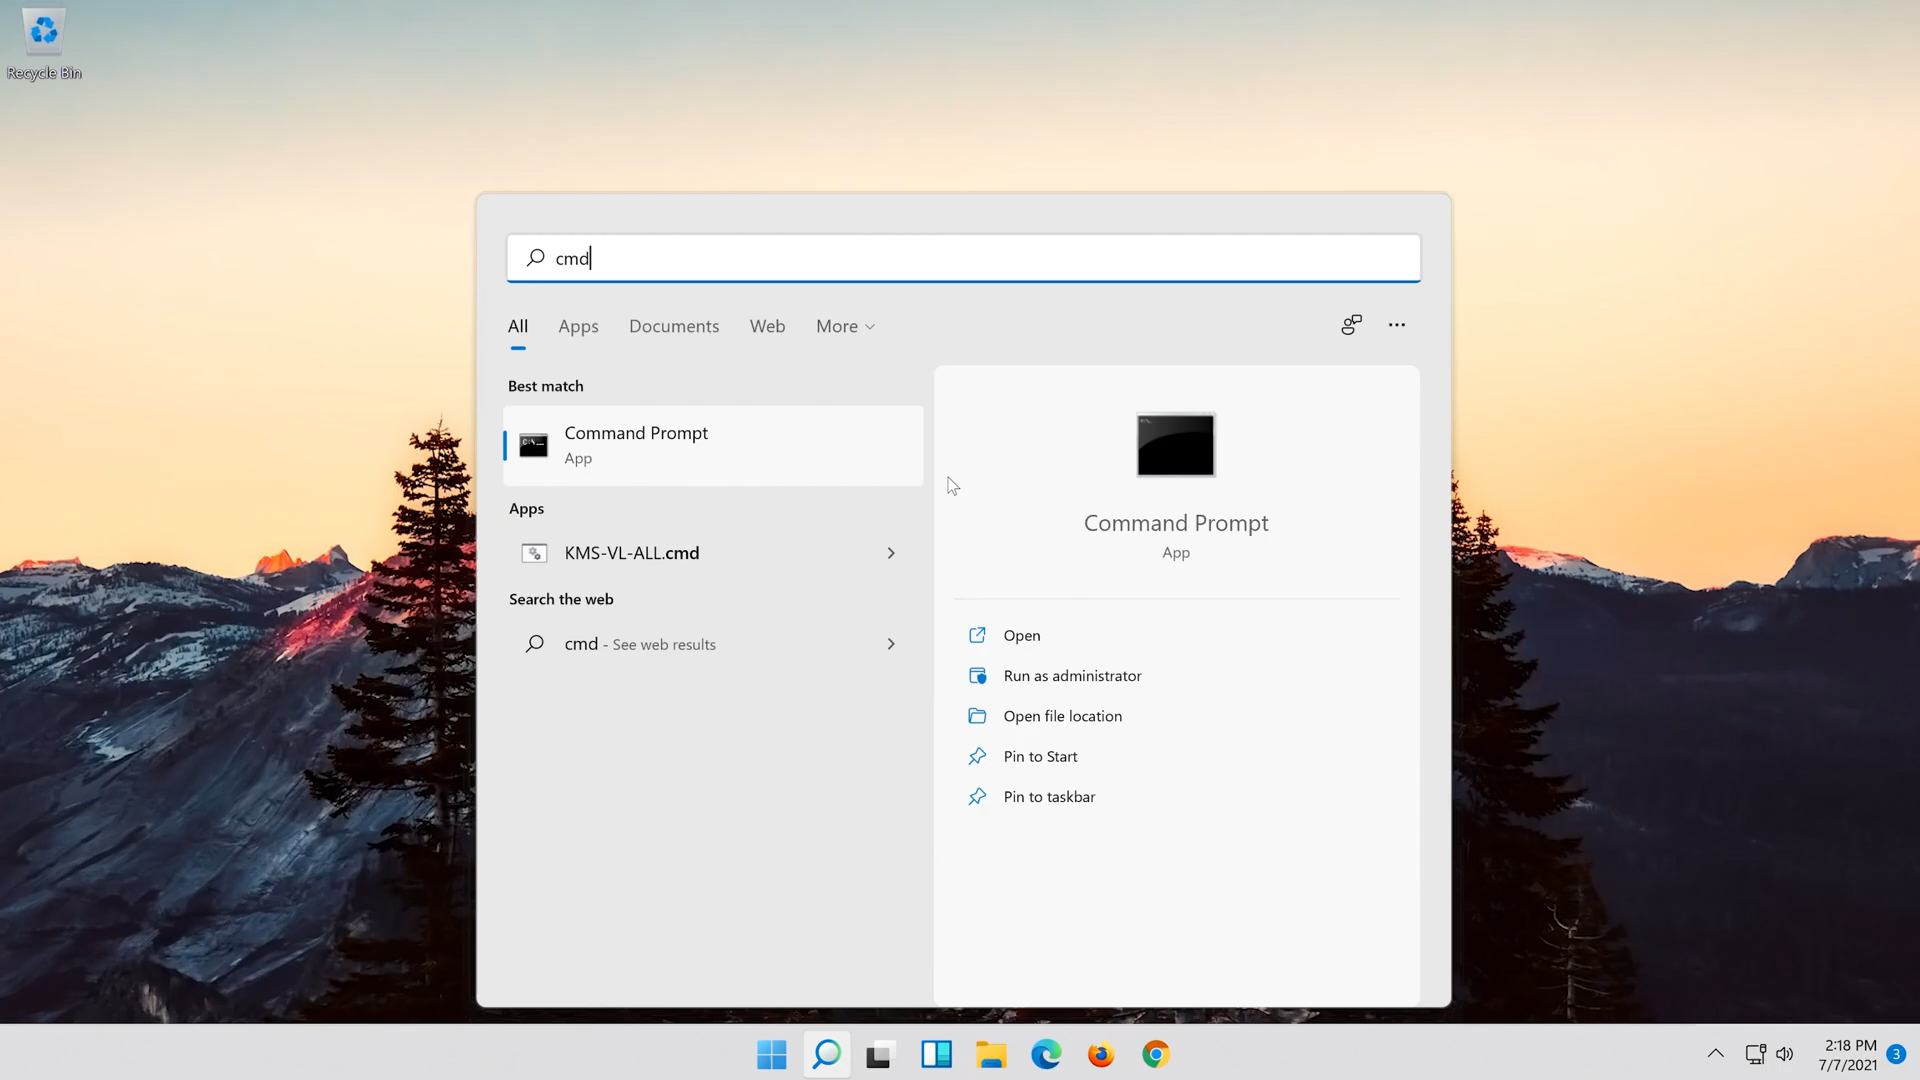 Recycle Bin
cmd
All Apps Documents Web More
Best match
Command Prompt
App
Apps
KMS-VL-ALL.cmd
Search the web
cmd - See web results
Command Prompt
App
Open
Run as administrator
Open file location
Pin to Start
Pin to taskbar
2:18 PM
7/7/2021
3